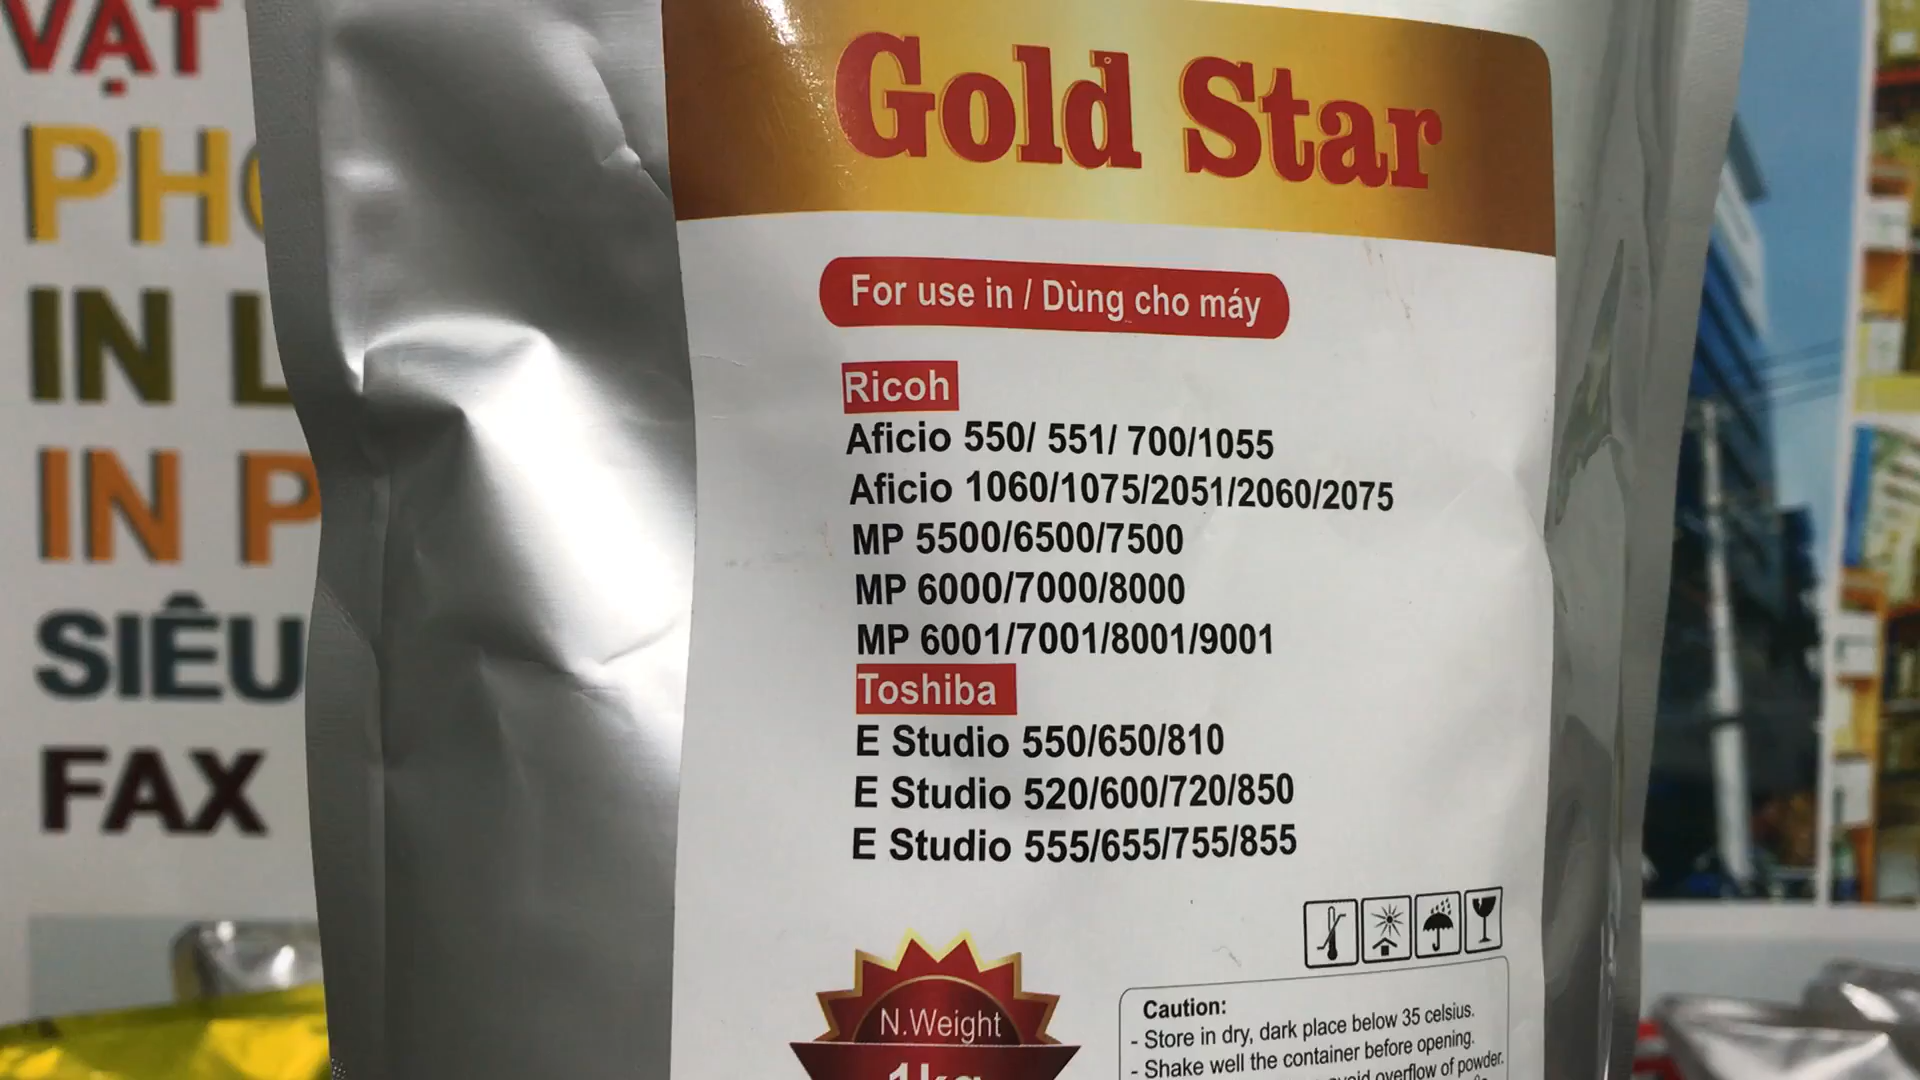 VẬT
IN
IN P
SIÊU
FAX
Gold Star
For use in / Dùng cho máy
Ricoh
Aficio 550/ 551/ 700/1055
Aficio 1060/1075/2051/2060/2075
MP 5500/6500/7500
MP 6000/7000/8000
MP 6001/7001/8001/9001
Toshiba
E Studio 550/650/810
E Studio 520/600/720/850
E Studio 555/655/755/855
N.Weight
1kg
Caution:
- Store in dry, dark place below 35 celsius.
- Shake well the container before opening.
overflow of powder.